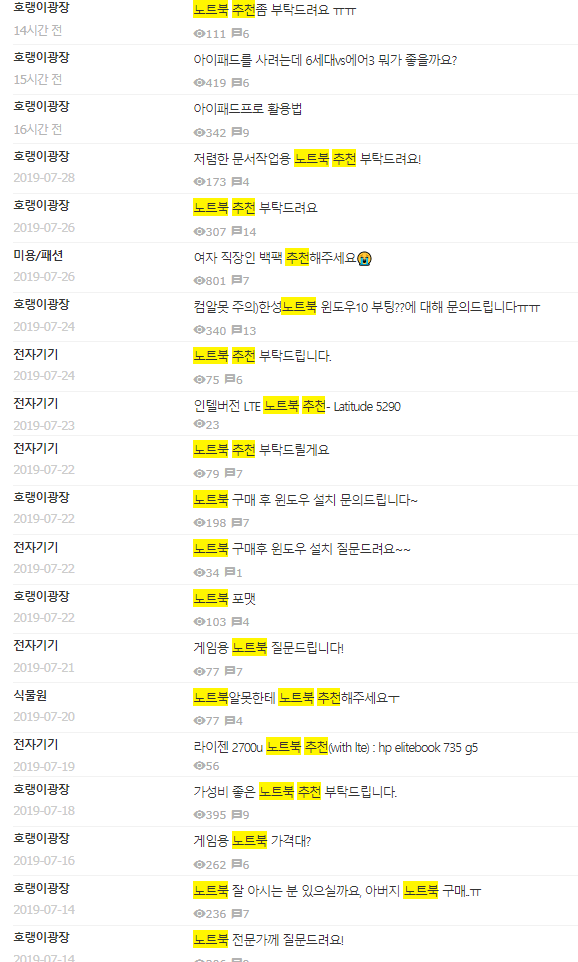 호랭이광장
노트북 추천좀 부탁드려요 ㅠㅠ
14시간 전
111 6
호랭이광장
아이패드를 사려는데 6세대vs에어3 뭐가 좋을까요?
15시간 전
419 6
호랭이광장
아이패드프로 활용법
16시간 전
342 9
호랭이광장
저렴한 문서작업용 노트북 추천 부탁드려요!
2019-07-28
173 4
호랭이광장
노트북 추천 부탁드려요
2019-07-26
307 14
미용/패션
여자 직장인 백팩 추천해주세요😭
2019-07-26
801 7
호랭이광장
컴알못 주의)한성노트북 윈도우10 부팅??에 대해 문의드립니다ㅠㅠ
2019-07-24
340 13
전자기기
노트북 추천 부탁드립니다.
2019-07-24
75 6
전자기기
인텔버전 LTE 노트북 추천- Latitude 5290
2019-07-23
23
전자기기
노트북 추천 부탁드릴게요
2019-07-22
79 7
호랭이광장
노트북 구매 후 윈도우 설치 문의드립니다~
2019-07-22
198 7
전자기기
노트북 구매후 윈도우 설치 질문드려요~~
2019-07-22
34 1
호랭이광장
노트북 포맷
2019-07-22
103 4
전자기기
게임용 노트북 질문드립니다!
2019-07-21
77 7
식물원
노트북알못한테 노트북 추천해주세요ㅜ
2019-07-20
77 4
전자기기
라이젠 2700u 노트북 추천(with lte) : hp elitebook 735 g5
2019-07-19
56
호랭이광장
가성비 좋은 노트북 추천 부탁드립니다.
2019-07-18
395 9
호랭이광장
게임용 노트북 가격대?
2019-07-16
262 6
호랭이광장
노트북 잘 아시는 분 있으실까요, 아버지 노트북 구매..ㅠ
2019-07-14
236 7
호랭이광장
노트북 전문가께 질문드려요!
2019-07-14